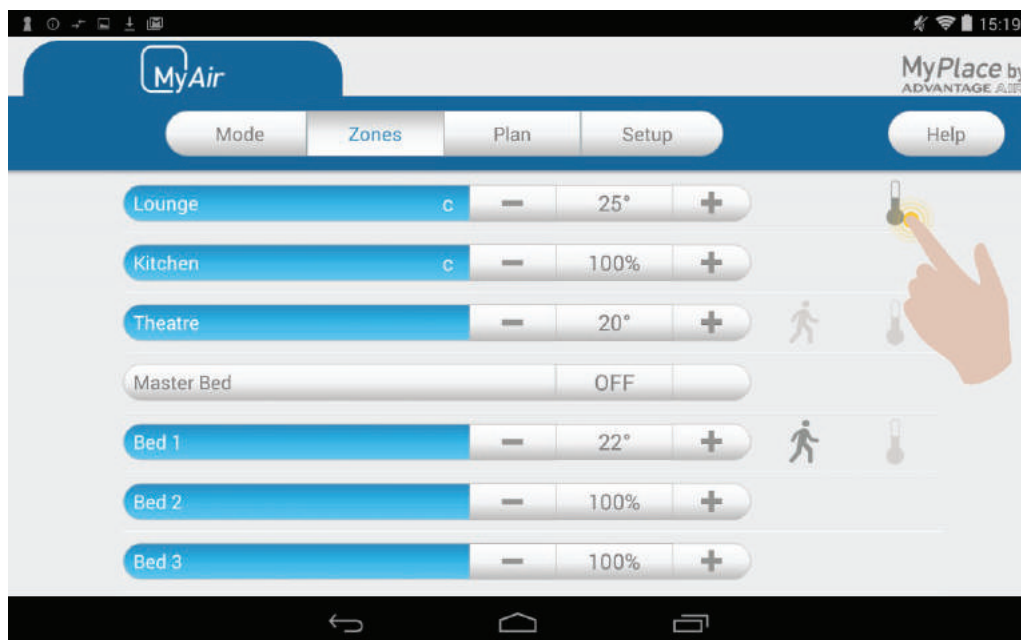 15:19
MyAir
MyPlace by
ADVANTAGE AIR
Mode Zones Plan Setup Help
Lounge c 25°
Kitchen c 100%
Theatre 20°
Master Bed OFF
Bed 1 22°
Bed 2 100%
Bed 3 100%